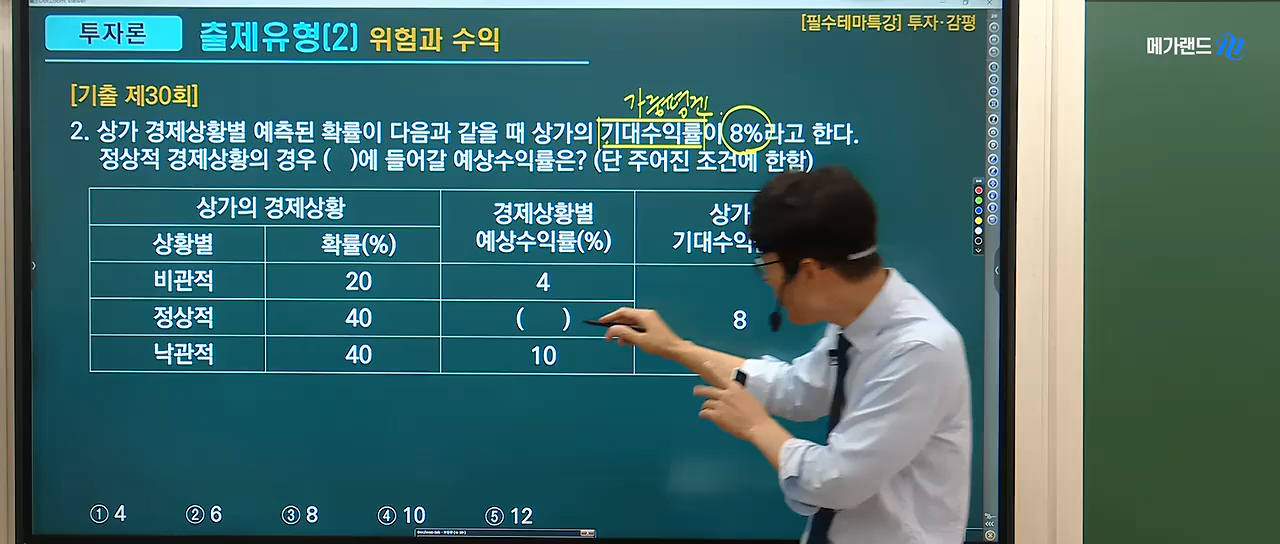 투자론
출제유형(2) 위험과 수익
[필수테마특강] 투자·감평
메가랜드
[기출 제30회]
2. 상가 경제상황별 예측된 확률이 다음과 같을 때 상가의 기대수익률이 8%라고 한다.
정상적 경제상황의 경우 ( )에 들어갈 예상수익률은? (단 주어진 조건에 한함)
상가의 경제상황
경제상황별
예상수익률(%)
상가
기대수익
상황별
확률(%)
비관적
20
4
정상적
40
( )
8
낙관적
40
10
① 4
② 6
③ 8
④ 10
⑤ 12